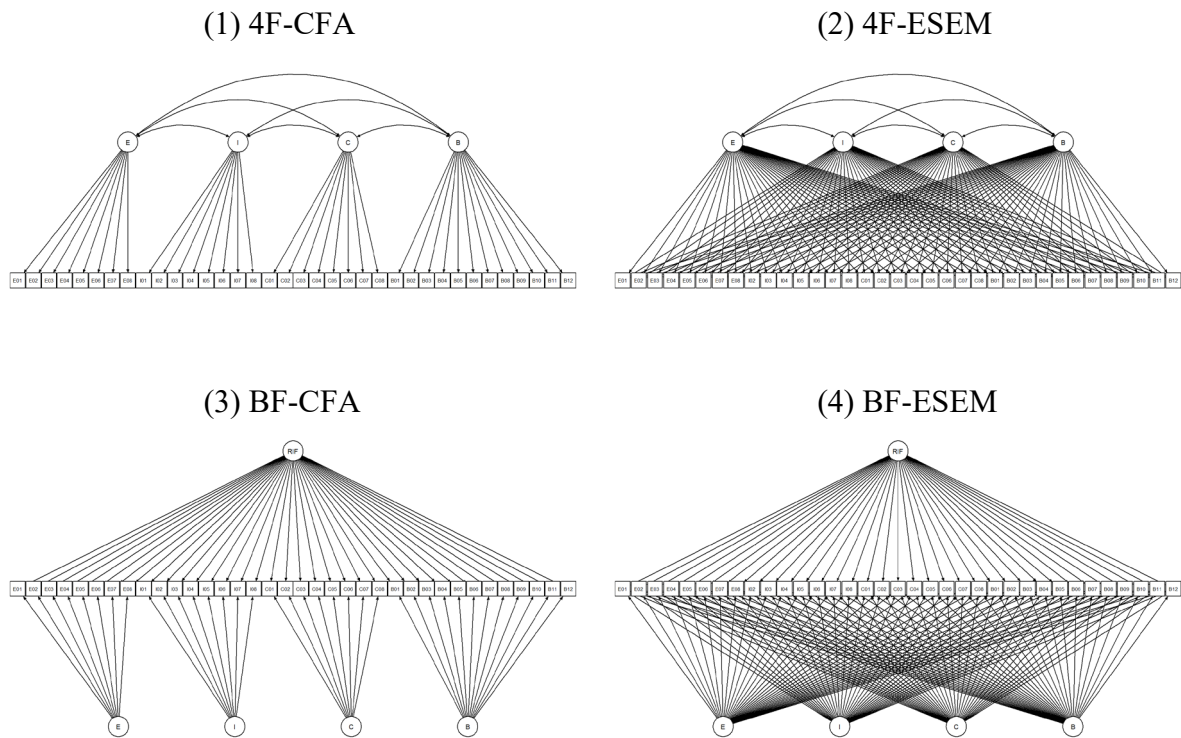 (1) 4F-CFA
(2) 4F-ESEM
E I C B
E I C B
E01 E02 E03 E04 E05 E06 E07 E08 I01 I02 I03 I04 I05 I06 I07 I08 C01 C02 C03 C04 C05 C06 C07 C08 B01 B02 B03 B04 B05 B06 B07 B08 B09 B10 B11 B12
E01 E02 E03 E04 E05 E06 E07 E08 I01 I02 I03 I04 I05 I06 I07 I08 C01 C02 C03 C04 C05 C06 C07 C08 B01 B02 B03 B04 B05 B06 B07 B08 B09 B10 B11 B12
(3) BF-CFA
(4) BF-ESEM
RIF
RIF
E01 E02 E03 E04 E05 E06 E07 E08 I01 I02 I03 I04 I05 I06 I07 I08 C01 C02 C03 C04 C05 C06 C07 C08 B01 B02 B03 B04 B05 B06 B07 B08 B09 B10 B11 B12
E01 E02 E03 E04 E05 E06 E07 E08 I01 I02 I03 I04 I05 I06 I07 I08 C01 C02 C03 C04 C05 C06 C07 C08 B01 B02 B03 B04 B05 B06 B07 B08 B09 B10 B11 B12
E I C B
E I C B